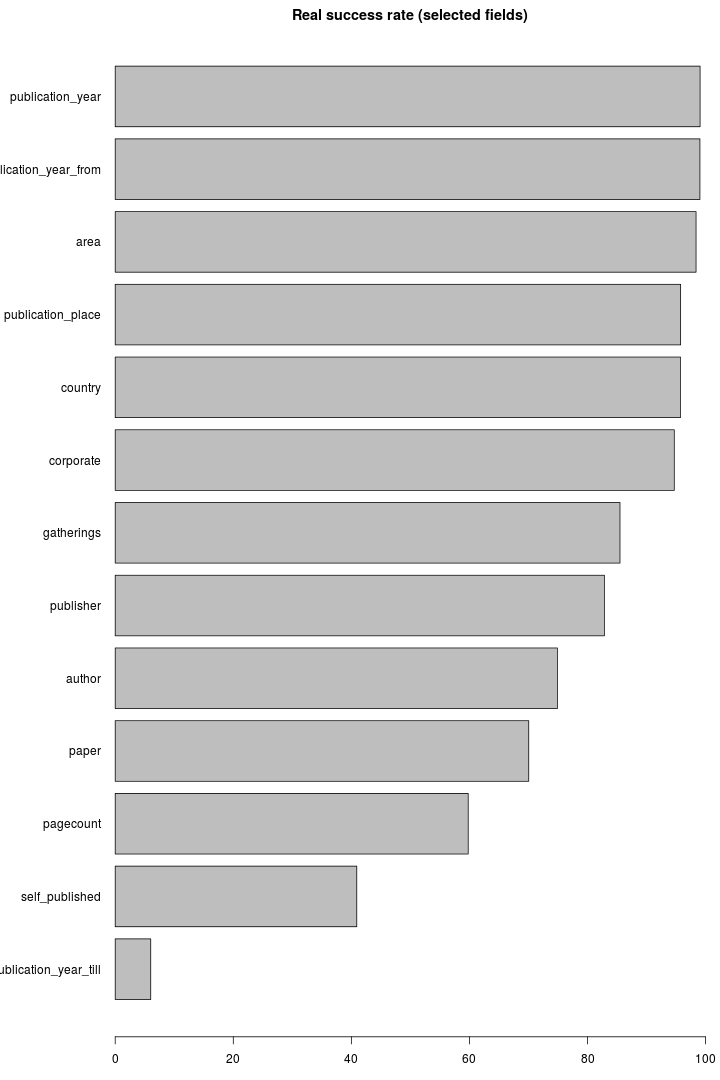 Real success rate (selected fields)
publication_year
lication_year_from
area
publication_place
country
corporate
gatherings
publisher
author
paper
pagecount
self_published
ublication_year_till
0 20 40 60 80 100